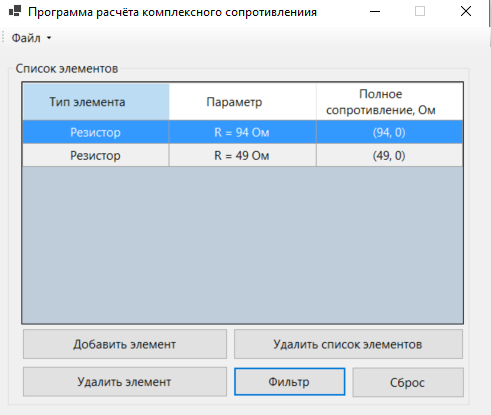 Программа расчёта комплексного сопротивлениия
Файл
Список элементов
Тип элемента Параметр Полное сопротивление, Ом
Резистор R = 94 Ом (94, 0)
Резистор R = 49 Ом (49, 0)
Добавить элемент Удалить список элементов
Удалить элемент Фильтр Сброс